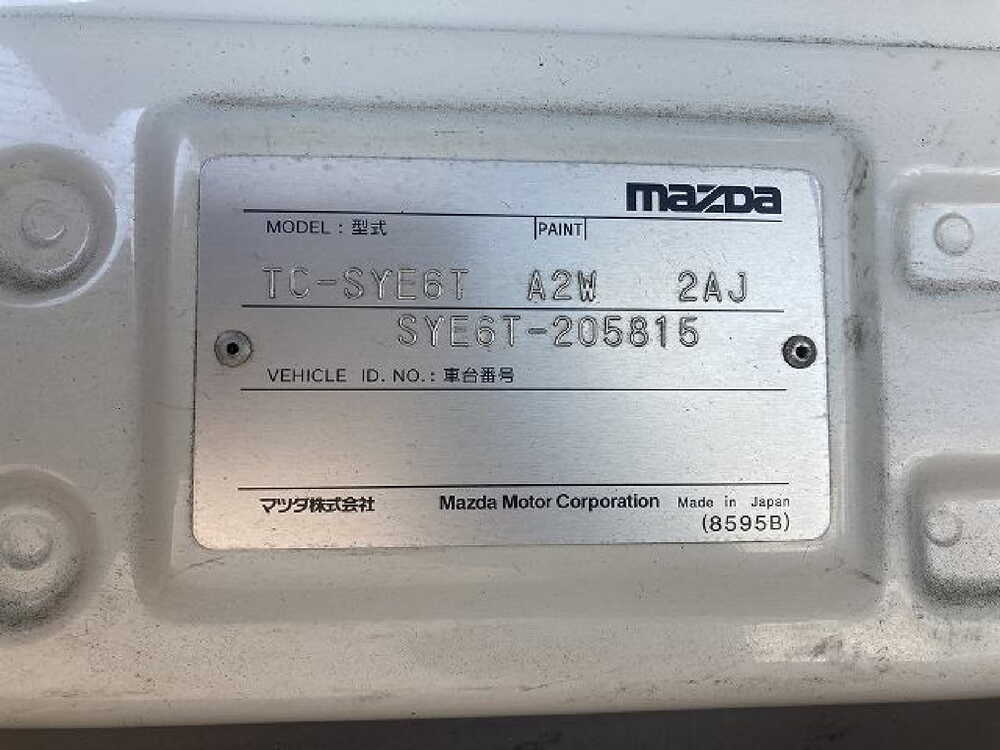 mazda
MODEL : 型式 PAINT
TC-SYE6T A2W 2AJ
SYE6T-205815
VEHICLE ID. NO. : 車台番号
マツダ株式会社 Mazda Motor Corporation Made in Japan
(8595B)